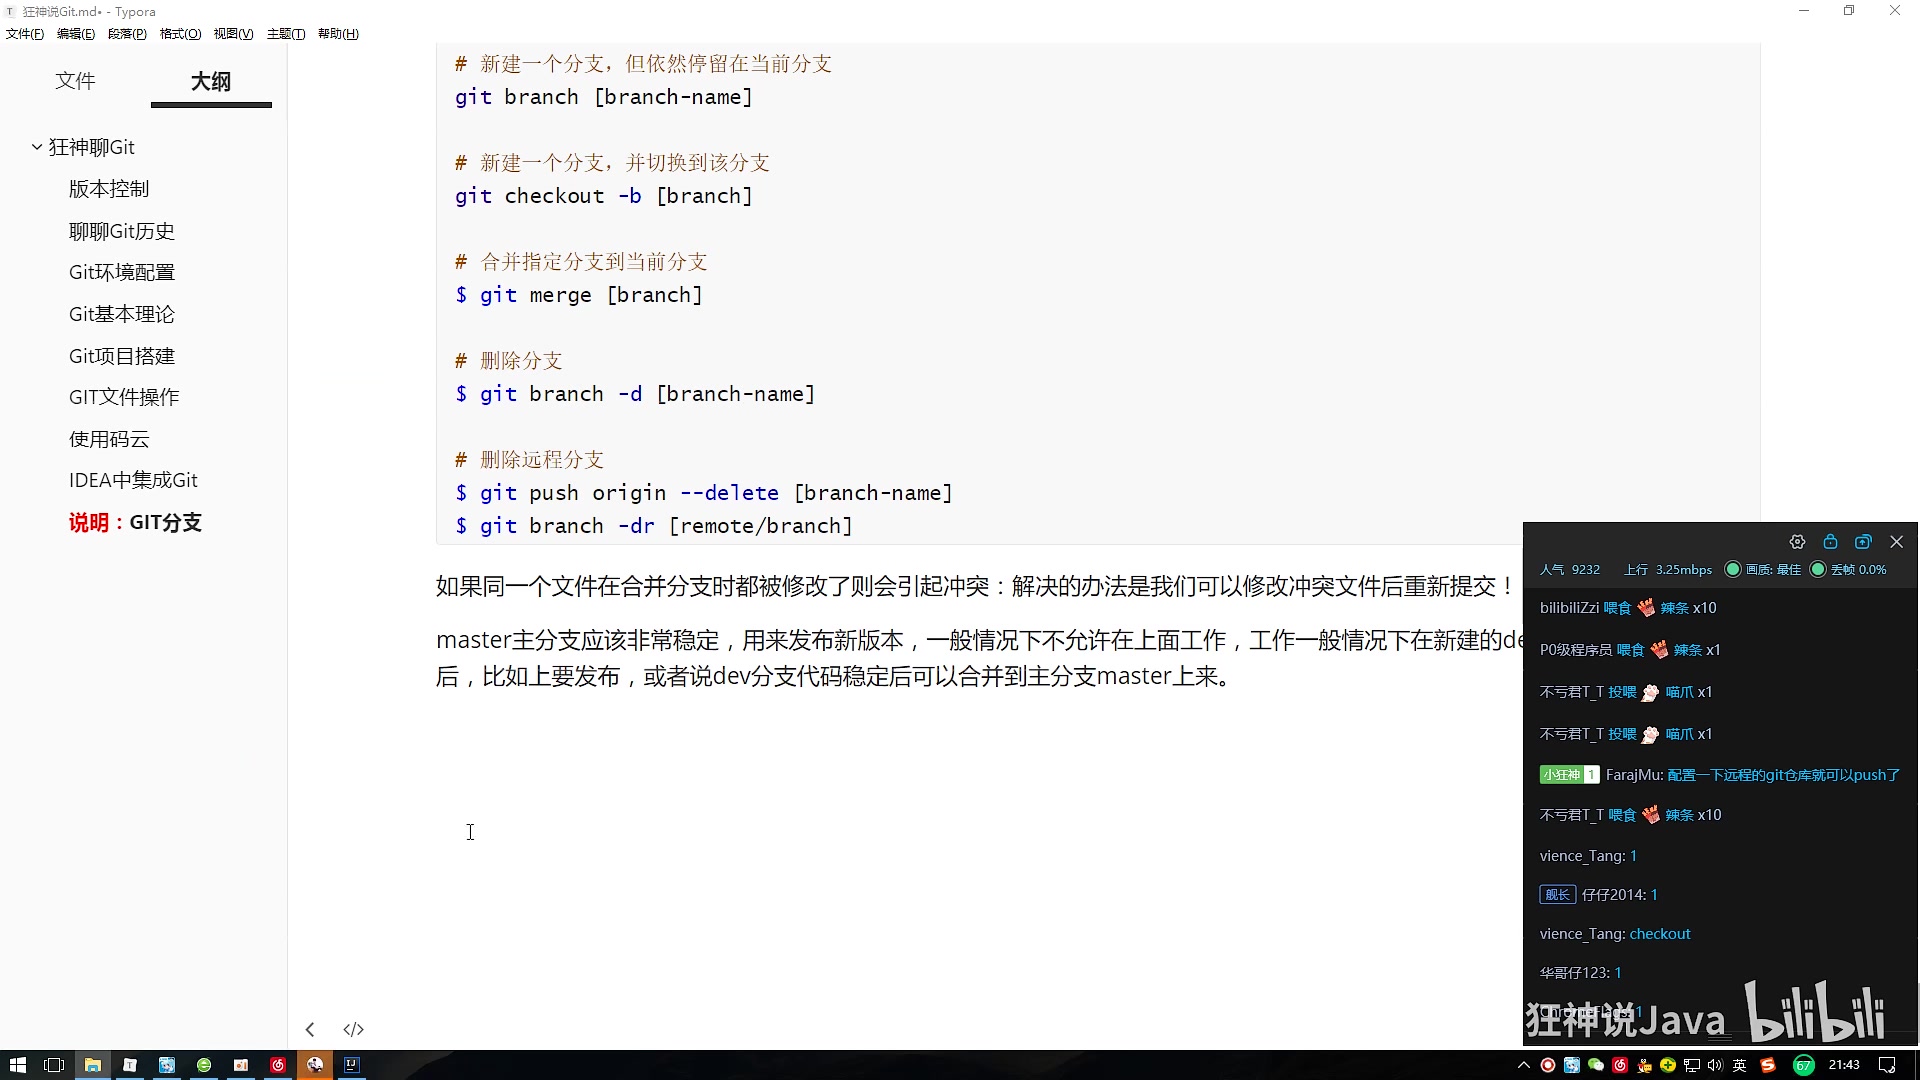 狂神说Git.md• - Typora
文件(F) 编辑(E) 段落(P) 格式(O) 视图(V) 主题(T) 帮助(H)
文件 大纲
狂神聊Git
版本控制
聊聊Git历史
Git环境配置
Git基本理论
Git项目搭建
GIT文件操作
使用码云
IDEA中集成Git
说明：GIT分支
# 新建一个分支，但依然停留在当前分支
git branch [branch-name]
# 新建一个分支，并切换到该分支
git checkout -b [branch]
# 合并指定分支到当前分支
$ git merge [branch]
# 删除分支
$ git branch -d [branch-name]
# 删除远程分支
$ git push origin --delete [branch-name]
$ git branch -dr [remote/branch]
如果同一个文件在合并分支时都被修改了则会引起冲突：解决的办法是我们可以修改冲突文件后重新提交！
master主分支应该非常稳定，用来发布新版本，一般情况下不允许在上面工作，工作一般情况下在新建的de
后，比如上要发布，或者说dev分支代码稳定后可以合并到主分支master上来。
人气 9232 上行 3.25mbps 画质: 最佳 丢帧 0.0%
bilibiliZzi 喂食 辣条 x10
P0级程序员 喂食 辣条 x1
不亏君T_T 投喂 喵爪 x1
不亏君T_T 投喂 喵爪 x1
小狂神 1 FarajMu: 配置一下远程的git仓库就可以push了
不亏君T_T 喂食 辣条 x10
vience_Tang: 1
舰长 仔仔2014: 1
vience_Tang: checkout
华哥仔123: 1
狂神说Java bilibili
英 67 21:43